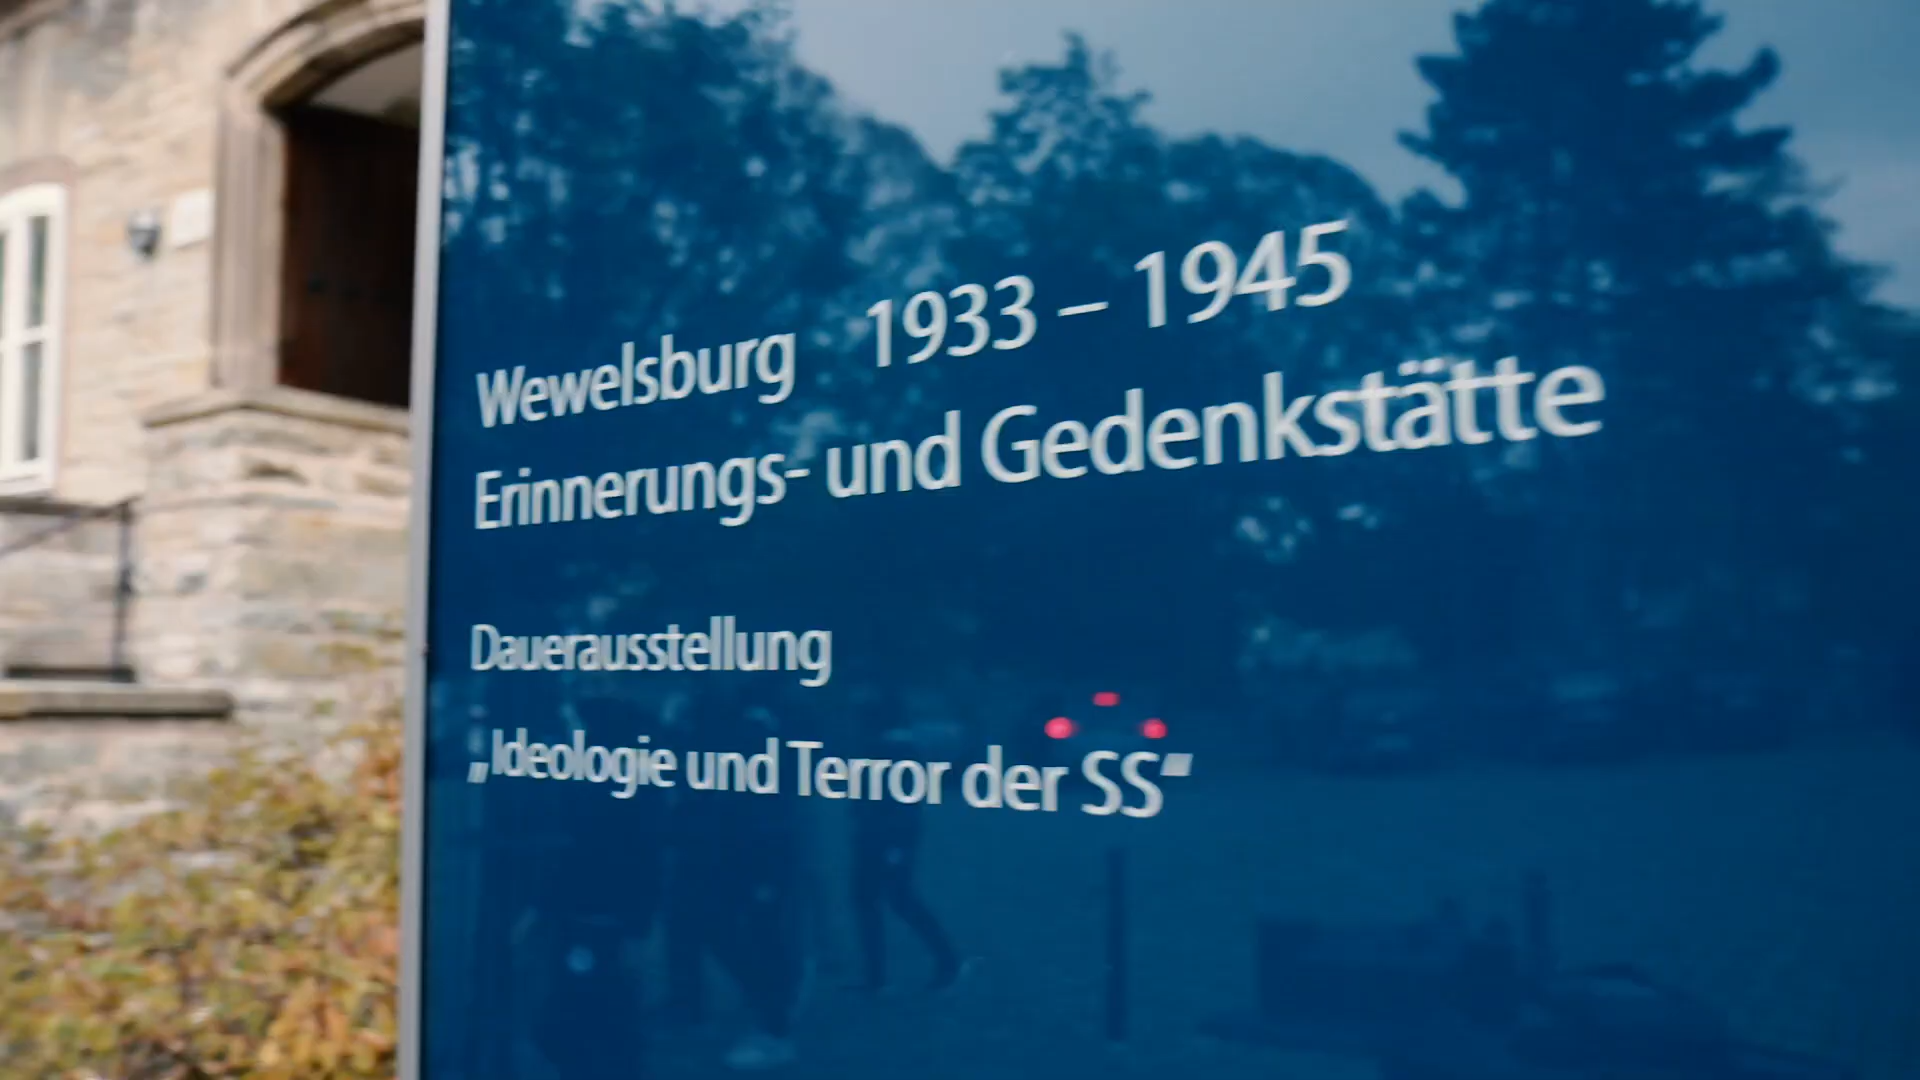 Wewelsburg 1933 – 1945
Erinnerungs- und Gedenkstätte
Dauerausstellung
„Ideologie und Terror der SS“